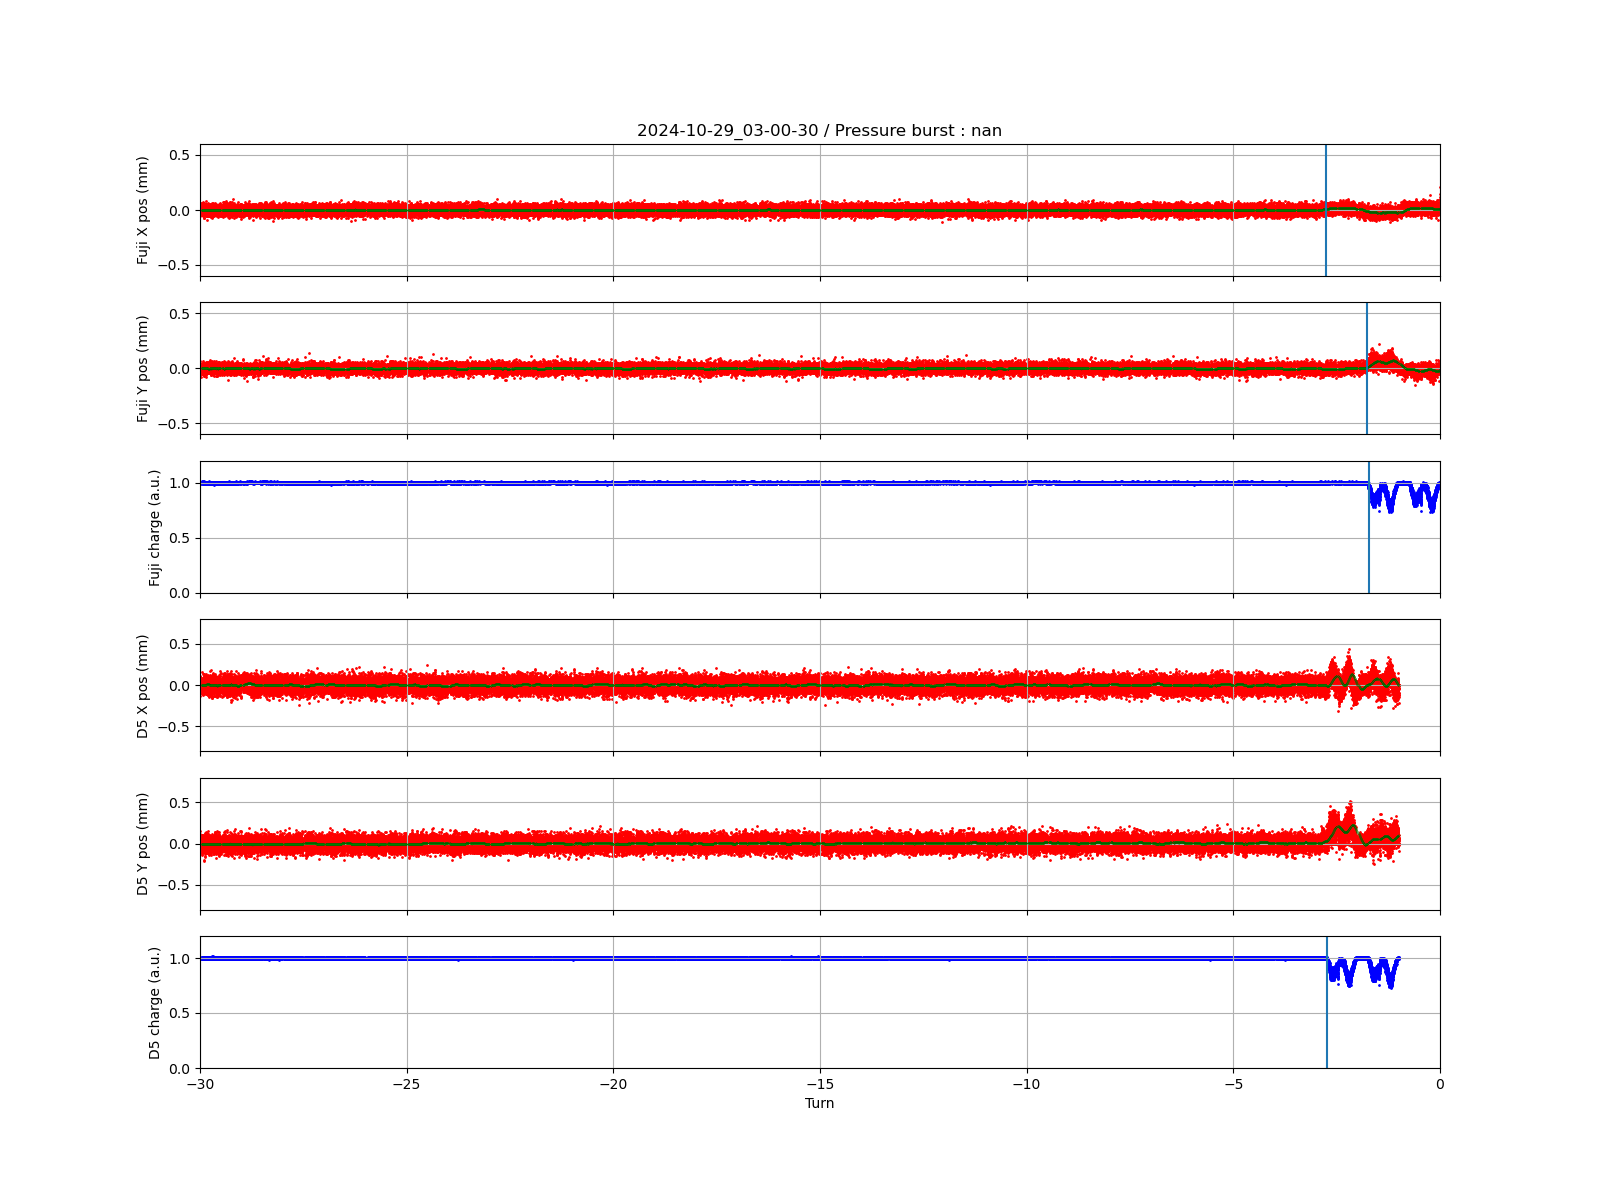 2024-10-29_03-00-30 / Pressure burst : nan
Fuji X pos (mm)
0.5
0.0
−0.5
Fuji Y pos (mm)
0.5
0.0
−0.5
Fuji charge (a.u.)
1.0
0.5
0.0
D5 X pos (mm)
0.5
0.0
−0.5
D5 Y pos (mm)
0.5
0.0
−0.5
D5 charge (a.u.)
1.0
0.5
0.0
−30 −25 −20 −15 −10 −5 0
Turn